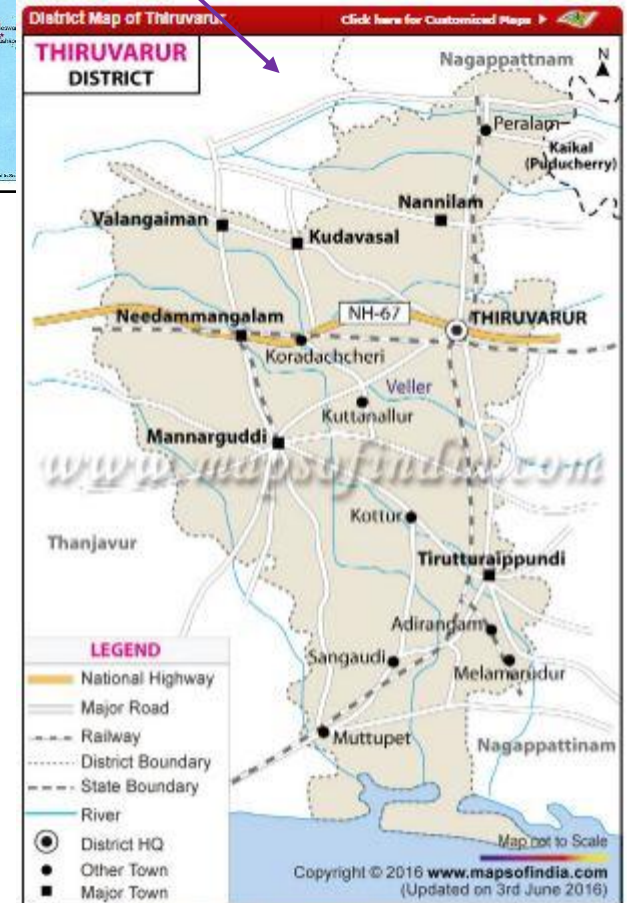 District Map of Thiruvarur
Click here for Customized Maps
THIRUVARUR
DISTRICT
Nagappattnam
N
Peralam
Kaikal
(Puducherry)
Nannilam
Valangaiman
Kudavasal
NH-67
Needammangalam
THIRUVARUR
Koradachcheri
Veller
Kuttanallur
Mannarguddi
www.mapsofindia.com
Kottur
Thanjavur
Tirutturaippundi
Adirangam
Sangaudi
Melamarudur
Muttupet
Nagappattinam
LEGEND
National Highway
Major Road
Railway
District Boundary
State Boundary
River
District HQ
Other Town
Major Town
Map not to Scale
Copyright © 2016 www.mapsofindia.com
(Updated on 3rd June 2016)